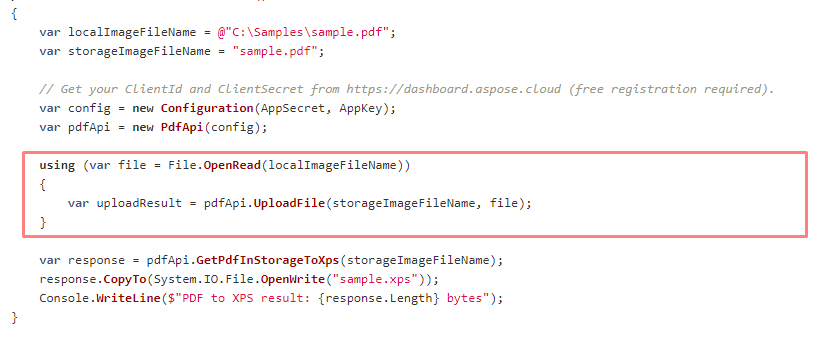 {
var localImageFileName = @"C:\Samples\sample.pdf";
var storageImageFileName = "sample.pdf";
// Get your ClientId and ClientSecret from https://dashboard.aspose.cloud (free registration required).
var config = new Configuration(AppSecret, AppKey);
var pdfApi = new PdfApi(config);
using (var file = File.OpenRead(localImageFileName))
{
var uploadResult = pdfApi.UploadFile(storageImageFileName, file);
}
var response = pdfApi.GetPdfInStorageToXps(storageImageFileName);
response.CopyTo(System.IO.File.OpenWrite("sample.xps"));
Console.WriteLine($"PDF to XPS result: {response.Length} bytes");
}